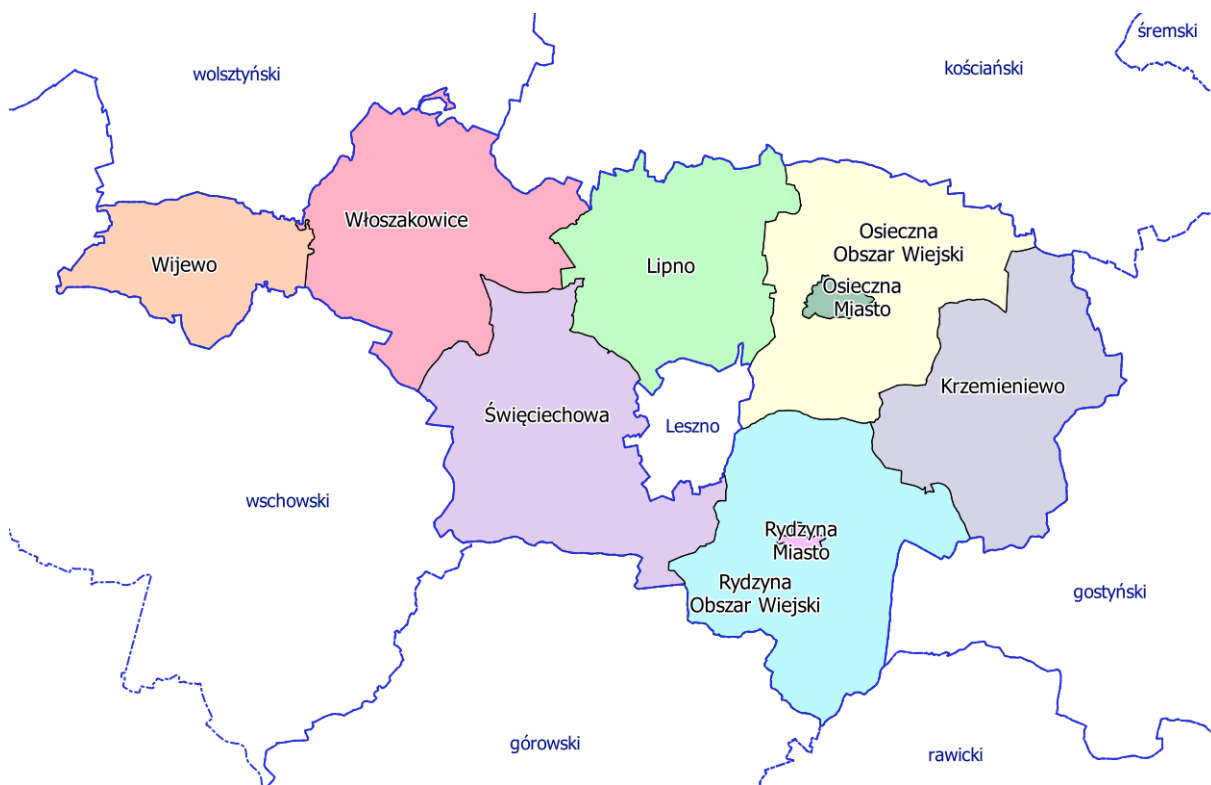 śremski
wolsztyński
kościański
Włoszakowice
Osieczna
Obszar Wiejski
Wijewo
Lipno
Osieczna
Miasto
Krzemieniewo
Święciechowa
Leszno
wschowski
Rydzyna
Miasto
Rydzyna
Obszar Wiejski
gostyński
górowski
rawicki